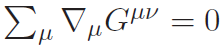 ∑_μ ∇_μ G^{μν} = 0